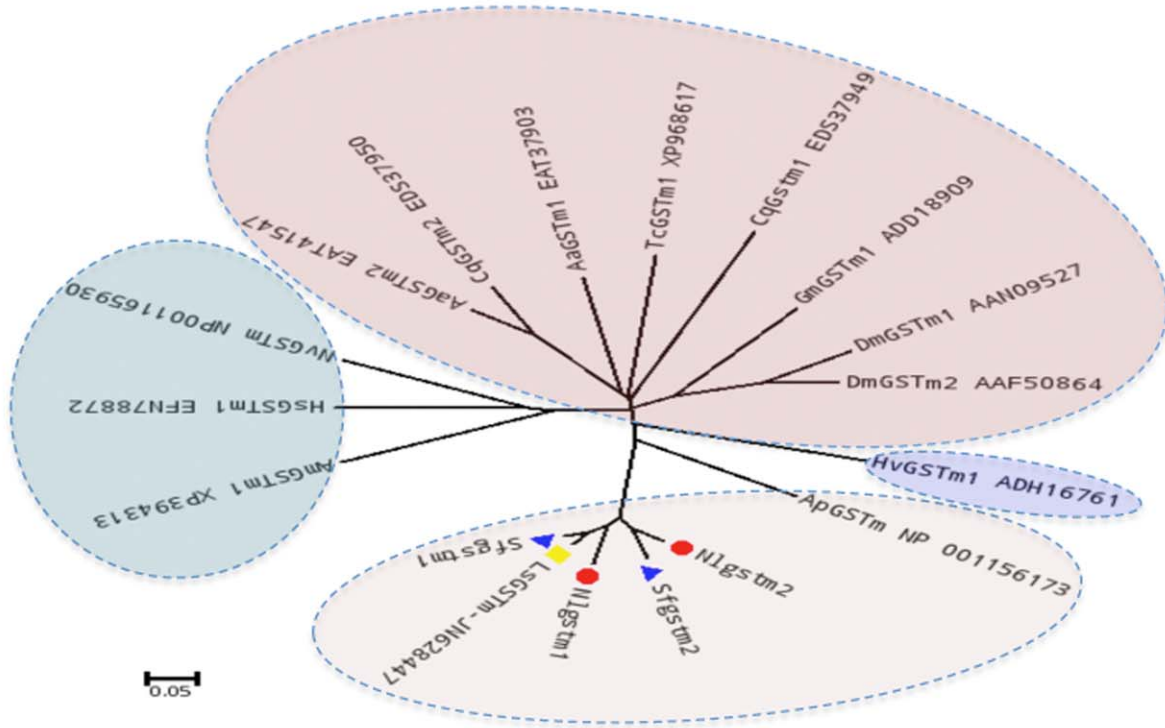 AaGSTm2 EAT41547
CqGSTm2 EDS37950
AaGSTm1 EAT37903
TcGSTm1 XP968617
CqGstm1 EDS37949
GmGSTm1 ADD18909
DmGSTm1 AAN09527
DmGSTm2 AAF50864
HvGSTm1 ADH16761
ApGSTm NP 001156173
Nlgstm2
Sfgstm2
Nlgstm1
LsGSTm-JN628447
Sfgstm1
AmGSTm1 XP394313
HsGSTm1 EFN78872
NvGSTm NP001165930
0.05